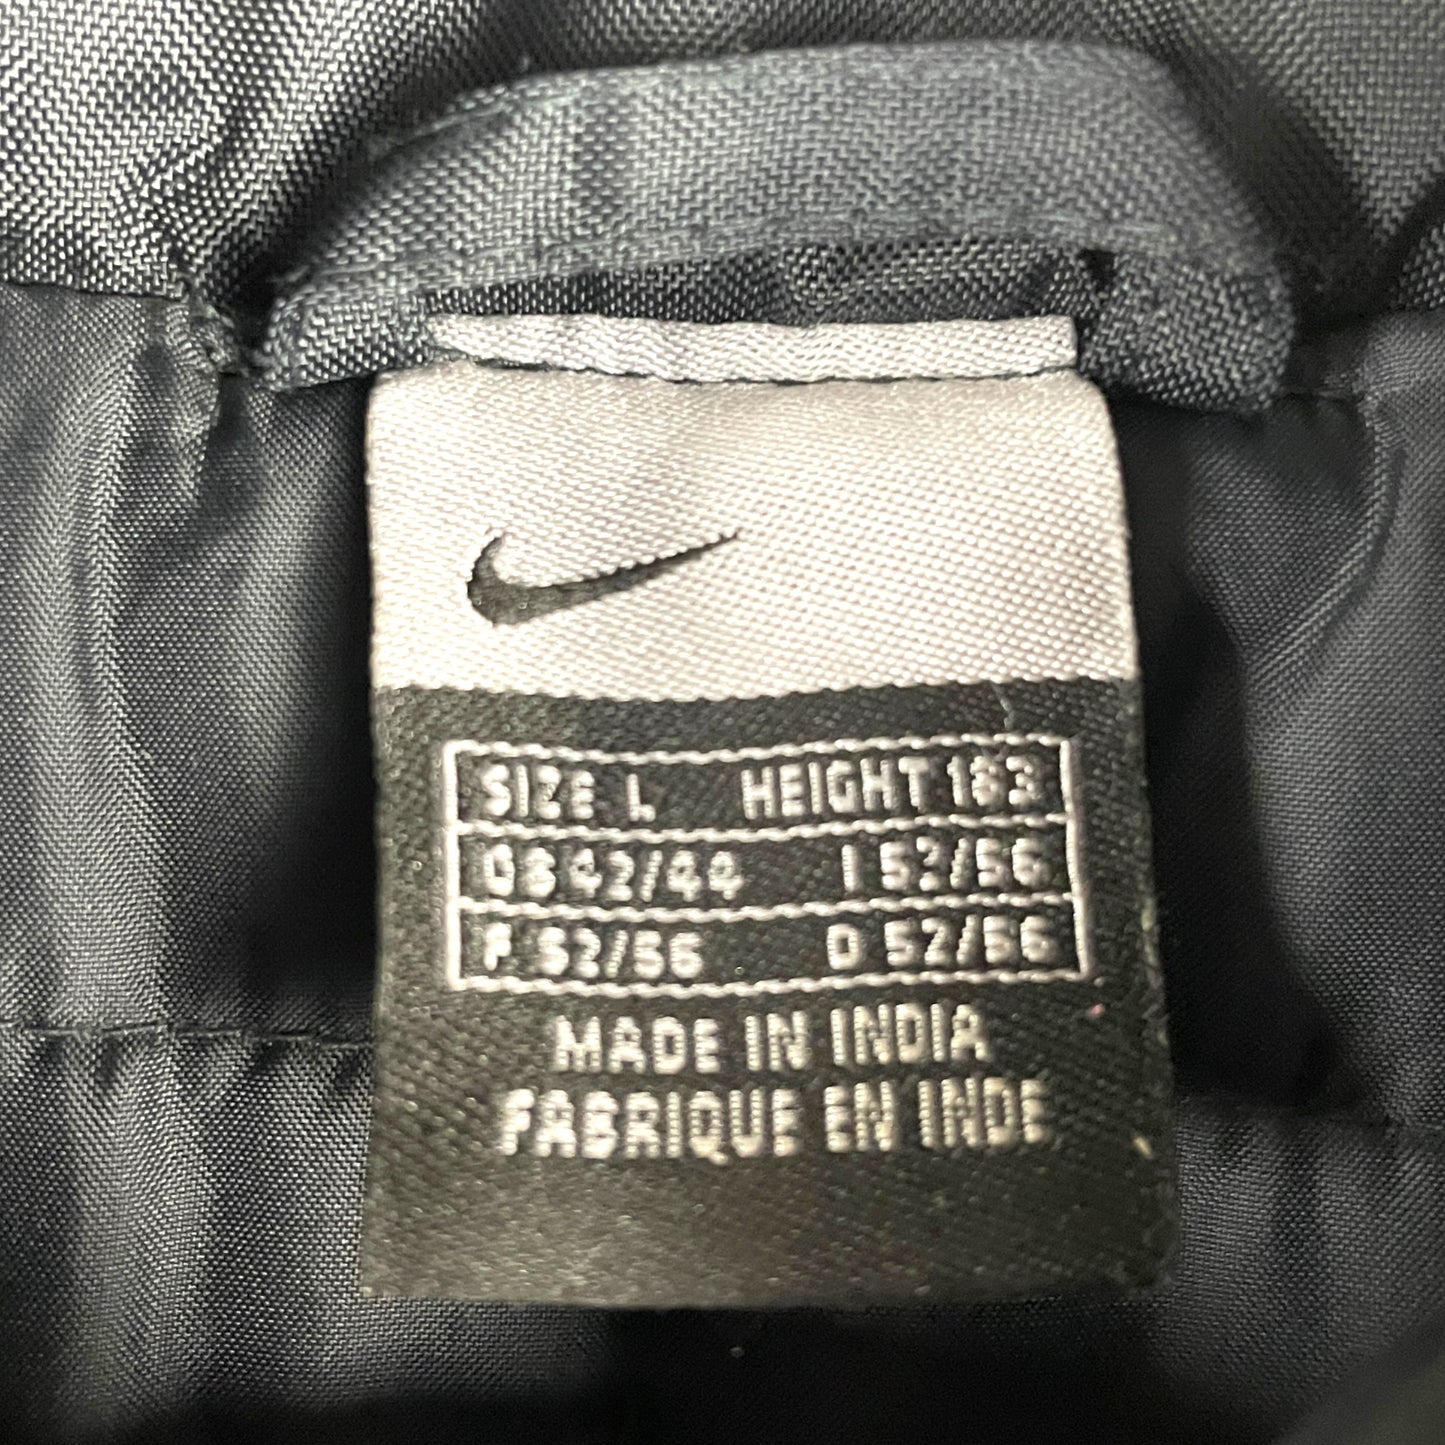 SIZE L HEIGHT 183
GB 42/44 I 52/56
F 52/56 D 52/56
MADE IN INDIA
FABRIQUE EN INDE